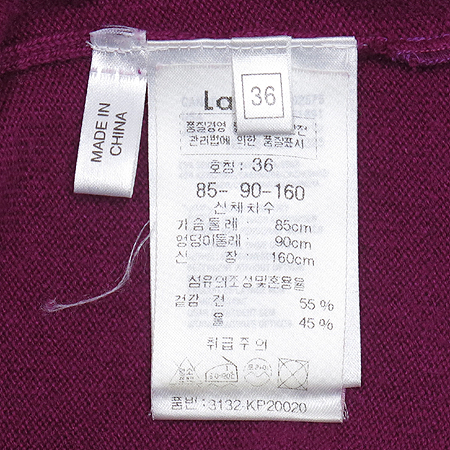 MADE IN
CHINA
La
36
품질경영
관리법에 의한 품질표시
호칭: 36
85- 90-160
신체치수
가슴둘레 : 85cm
엉덩이둘레 90cm
신 장 : 160cm
섬유의조성및혼용율
겉감 견 55 %
울 45 %
취급주의
품번: 3132-KP20020